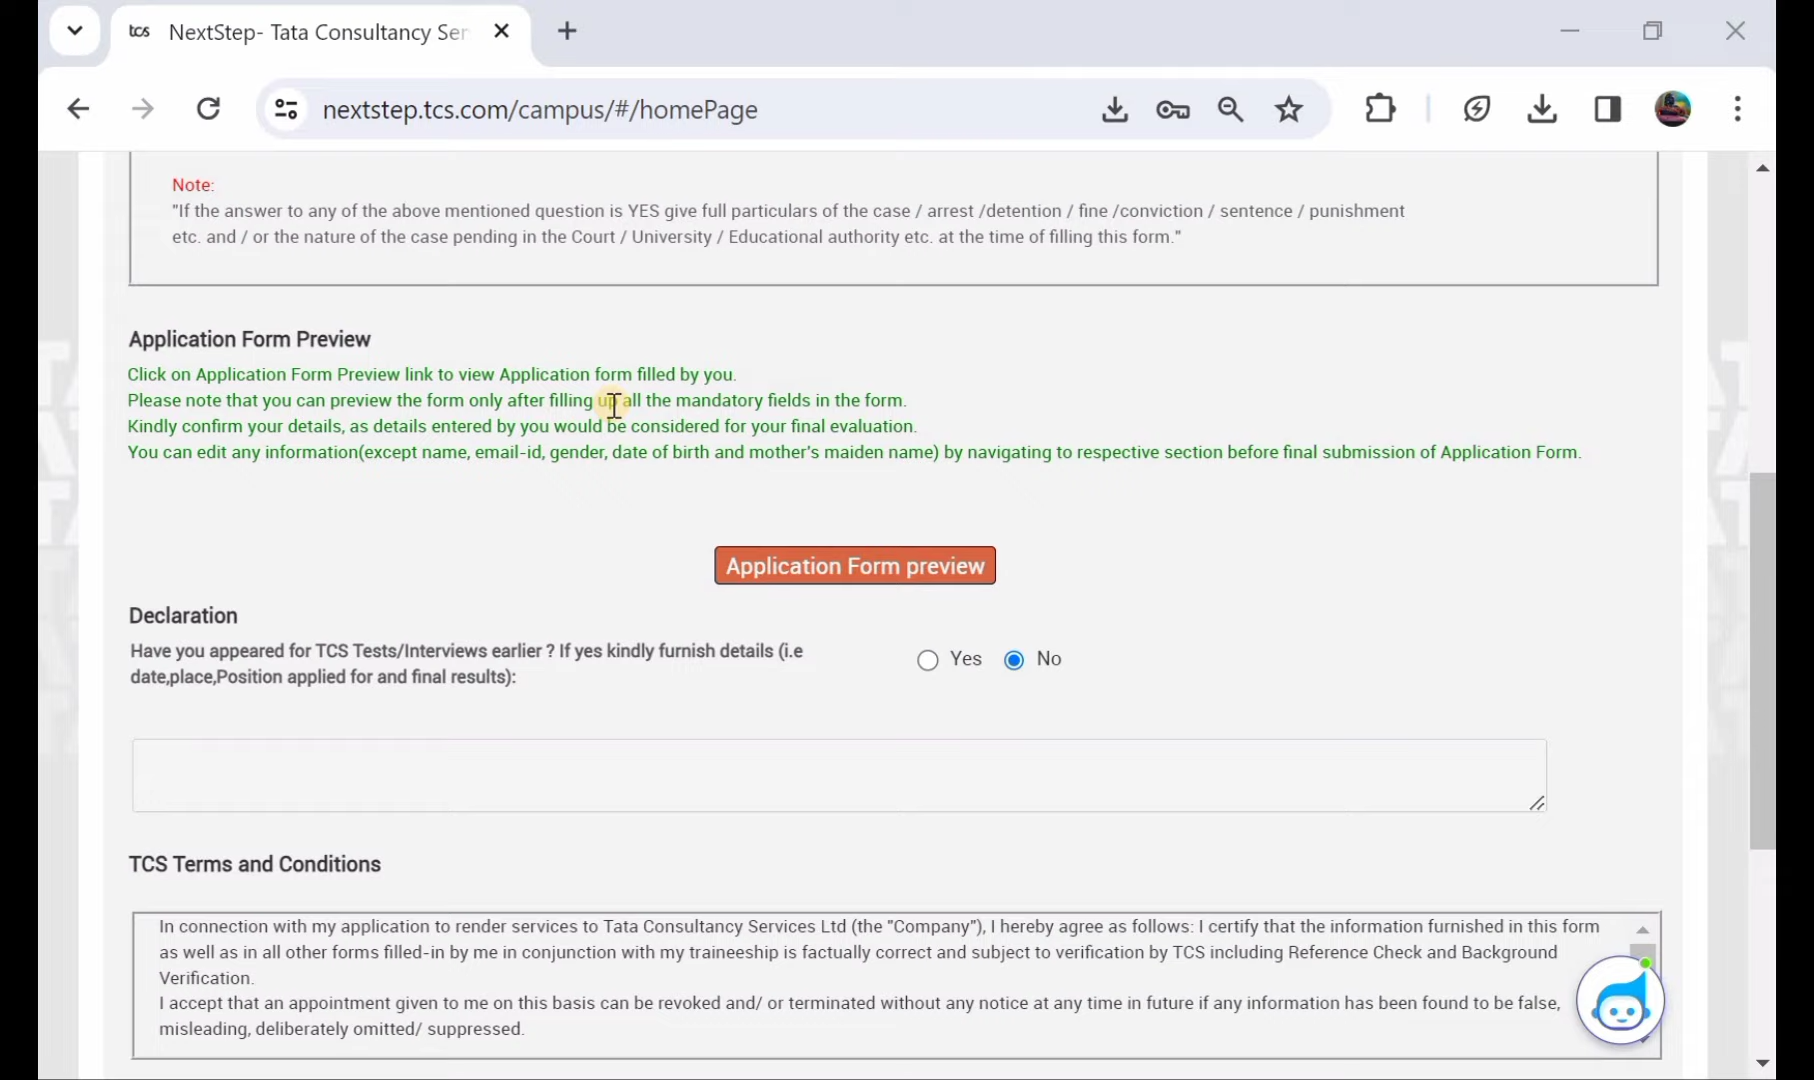 tcs NextStep- Tata Consultancy Ser
nextstep.tcs.com/campus/#/homePage
Note:
"If the answer to any of the above mentioned question is YES give full particulars of the case / arrest /detention / fine /conviction / sentence / punishment
etc. and / or the nature of the case pending in the Court / University / Educational authority etc. at the time of filling this form."
Application Form Preview
Click on Application Form Preview link to view Application form filled by you.
Please note that you can preview the form only after filling up all the mandatory fields in the form.
Kindly confirm your details, as details entered by you would be considered for your final evaluation.
You can edit any information(except name, email-id, gender, date of birth and mother's maiden name) by navigating to respective section before final submission of Application Form.
Application Form preview
Declaration
Have you appeared for TCS Tests/Interviews earlier ? If yes kindly furnish details (i.e
date,place,Position applied for and final results):
Yes No
TCS Terms and Conditions
In connection with my application to render services to Tata Consultancy Services Ltd (the "Company"), I hereby agree as follows: I certify that the information furnished in this form
as well as in all other forms filled-in by me in conjunction with my traineeship is factually correct and subject to verification by TCS including Reference Check and Background
Verification.
I accept that an appointment given to me on this basis can be revoked and/ or terminated without any notice at any time in future if any information has been found to be false,
misleading, deliberately omitted/ suppressed.